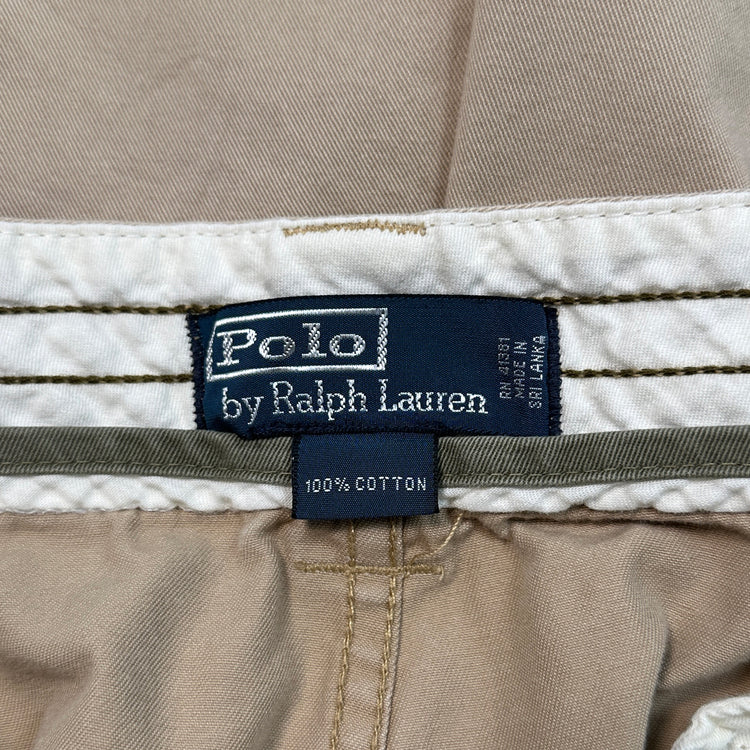 Polo
by Ralph Lauren
RN 41381
MADE IN
SRI LANKA
100% COTTON